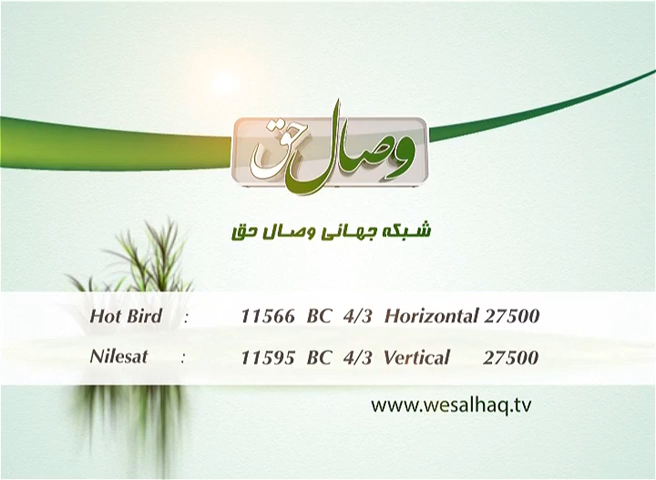 وصال حق
شبکه جهانی وصال حق
Hot Bird : 11566 BC 4/3 Horizontal 27500
Nilesat : 11595 BC 4/3 Vertical 27500
www.wesalhaq.tv